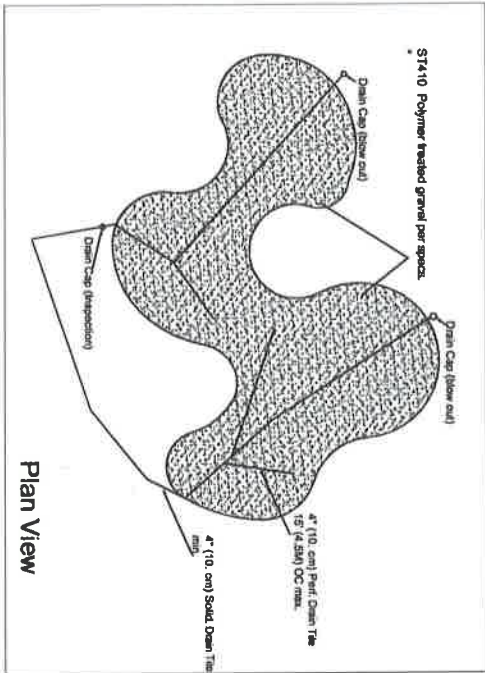 ST410 Polymer treated gravel per specs.
*
Drain Cap (blow out)
Drain Cap (blow out)
Drain Cap (Inspection)
4" (10. cm) Perf. Drain Tile
15' (4.5M) OC max.
4" (10. cm) Solid. Drain Tile
min.
Plan View